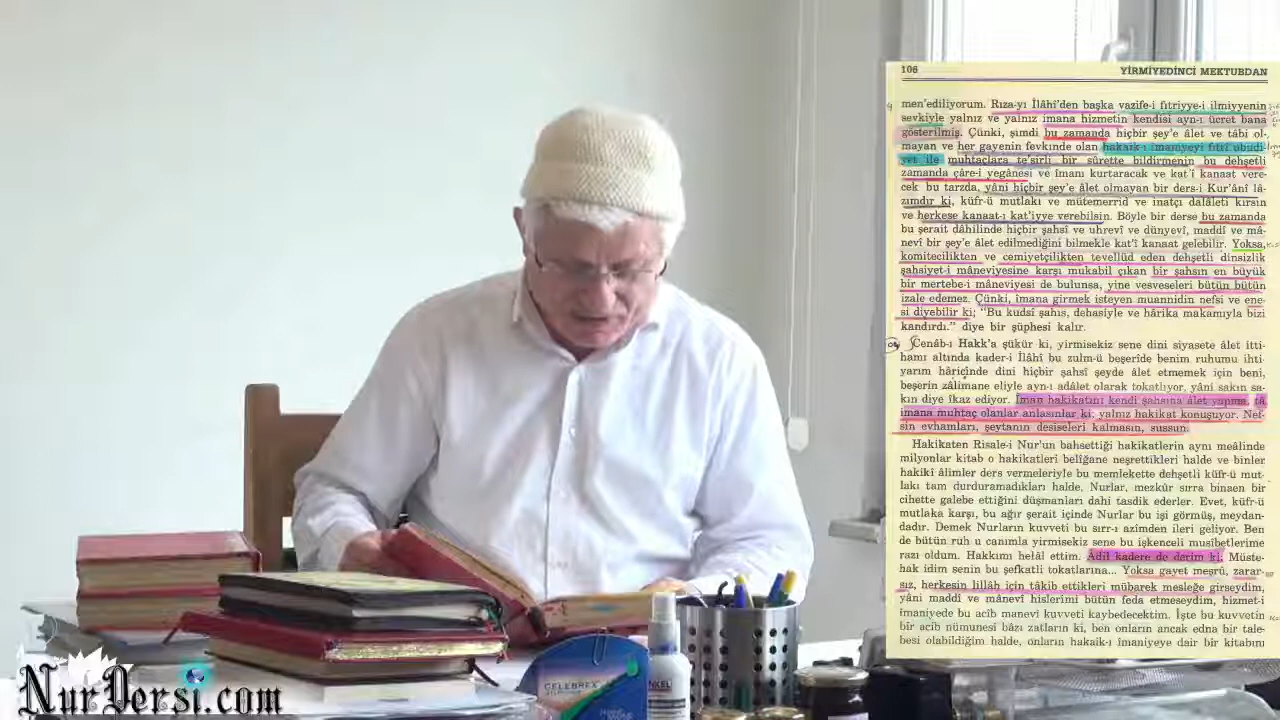 106 YİRMİYEDİNCİ MEKTUBDAN
men'ediliyorum. Rıza-yı İlâhî'den başka vazife-i fıtriyye-i ilmiyyenin
sevkiyle yalnız ve yalnız imana hizmetin kendisi ayn-ı ücret bana
gösterilmiş. Çünki, şimdi bu zamanda hiçbir şey'e âlet ve tâbi ol-
mayan ve her gayenin fevkınde olan hakaik-ı imaniyeyi fıtrî ubudi-
yet ile muhtaçlara te'sirli bir sûrette bildirmenin bu dehşetli
zamanda çâre-i yegânesi ve îmanı kurtaracak ve kat'î kanaat vere-
cek bu tarzda, yâni hiçbir şey'e âlet olmayan bir ders-i Kur'ânî lâ-
zımdır ki, küfr-ü mutlakı ve mütemerrid ve inatçı dalâleti kırsın
ve herkese kanaat-ı kat'iyye verebilsin. Böyle bir derse bu zamanda
bu şerait dâhilinde hiçbir şahsî ve uhrevî ve dünyevî, maddî ve mâ-
nevî bir şey'e âlet edilmediğini bilmekle kat'î kanaat gelebilir. Yoksa,
komitecilikten ve cemiyetçilikten tevellüd eden dehşetli dinsizlik
şahsiyet-i mâneviyesine karşı mukabil çıkan bir şahsın en büyük
bir mertebe-i mâneviyesi de bulunsa, yine vesveseleri bütün bütün
izale edemez. Çünki, îmana girmek isteyen muannidin nefsi ve ene-
si diyebilir ki; "Bu kudsî şahıs, dehasiyle ve hârika makamıyla bizi
kandırdı." diye bir şüphesi kalır.
Cenâb-ı Hakk'a şükür ki, yirmisekiz sene dini siyasete âlet itti-
hamı altında kader-i İlâhî bu zulm-ü beşerîde benim ruhumu ihti-
yarım hâricinde dini hiçbir şahsî şeyde âlet etmemek için beni,
beşerin zâlimane eliyle ayn-ı adâlet olarak tokatlıyor, yâni sakın sa-
kın diye îkaz ediyor. Îman hakikatını kendi şahsına âlet yapma, tâ
imana muhtaç olanlar anlasınlar ki, yalnız hakikat konuşuyor. Nef-
sin evhamları, şeytanın desiseleri kalmasın, sussun.
Hakikaten Risale-i Nur'un bahsettiği hakikatlerin aynı meâlinde
milyonlar kitab o hakikatleri belîğane neşrettikleri halde ve binler
hakikî âlimler ders vermeleriyle bu memlekette dehşetli küfr-ü mut-
lakı tam durduramadıkları halde, Nurlar, mezkûr sırra binaen bir
cihette galebe ettiğini düşmanları dahi tasdik ederler. Evet, küfr-ü
mutlaka karşı, bu ağır şerait içinde Nurlar bu işi görmüş, meydan-
dadır. Demek Nurların kuvveti bu sırr-ı azimden ileri geliyor. Ben
de bütün ruh u canımla yirmisekiz sene bu işkenceli musibetlerime
razı oldum. Hakkımı helâl ettim. Âdil kadere de derim ki; Müste-
hak idim senin bu şefkatli tokatlarına... Yoksa gayet meşrû, zarar-
sız, herkesin lillâh için tâkib ettikleri mübarek mesleğe girseydim,
yâni maddî ve mânevî hislerimi bütün feda etmeseydim, hizmet-i
imaniyede bu acîb manevi kuvveti kaybedecektim. İşte bu kuvvetin
bir acîb nümunesi bâzı zatların ki, ben onların ancak edna bir tale-
besi olabildiğim halde, onların hakaik-ı îmaniyeye dair bir kitabını
CELEBREX
NurDersi.com